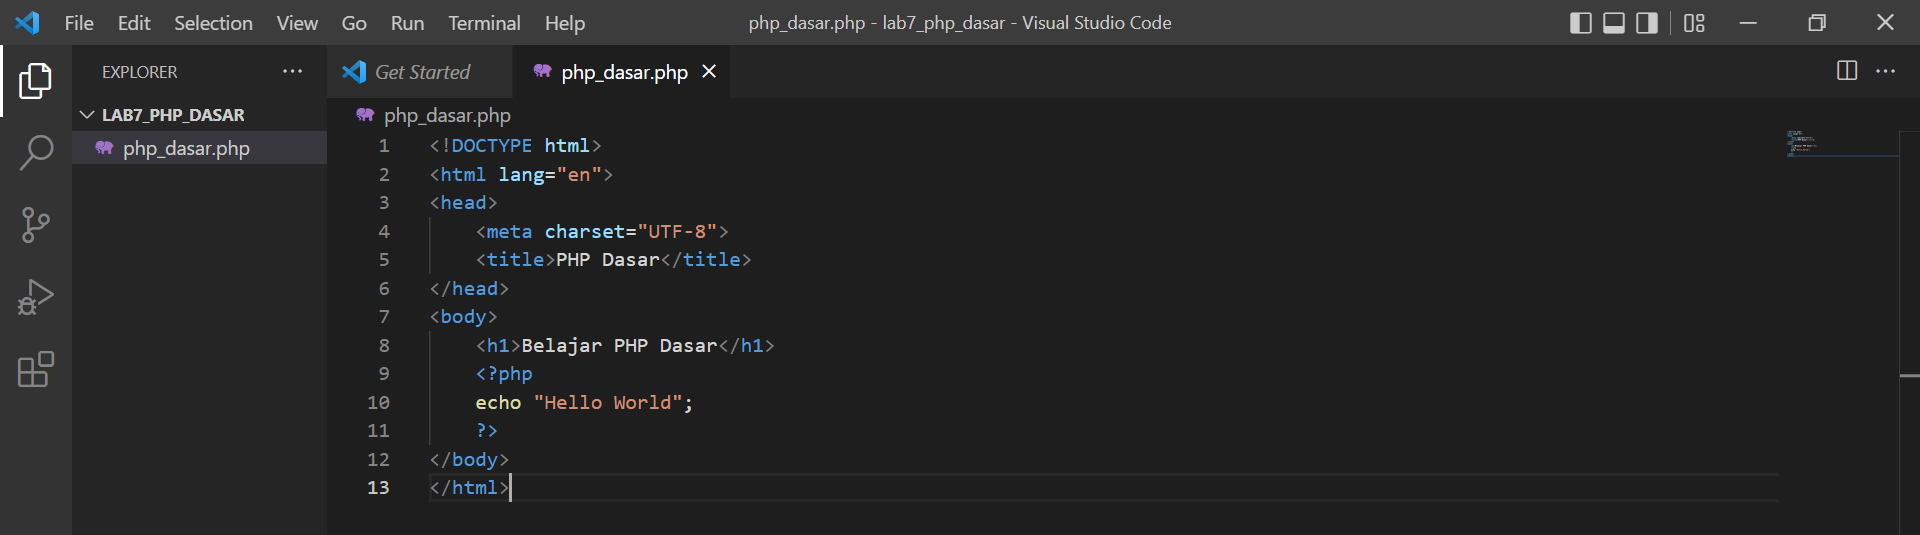 File Edit Selection View Go Run Terminal Help php_dasar.php - lab7_php_dasar - Visual Studio Code
EXPLORER
LAB7_PHP_DASAR
php_dasar.php
Get Started php_dasar.php
php_dasar.php
1 <!DOCTYPE html>
2 <html lang="en">
3 <head>
4 <meta charset="UTF-8">
5 <title>PHP Dasar</title>
6 </head>
7 <body>
8 <h1>Belajar PHP Dasar</h1>
9 <?php
10 echo "Hello World";
11 ?>
12 </body>
13 </html>